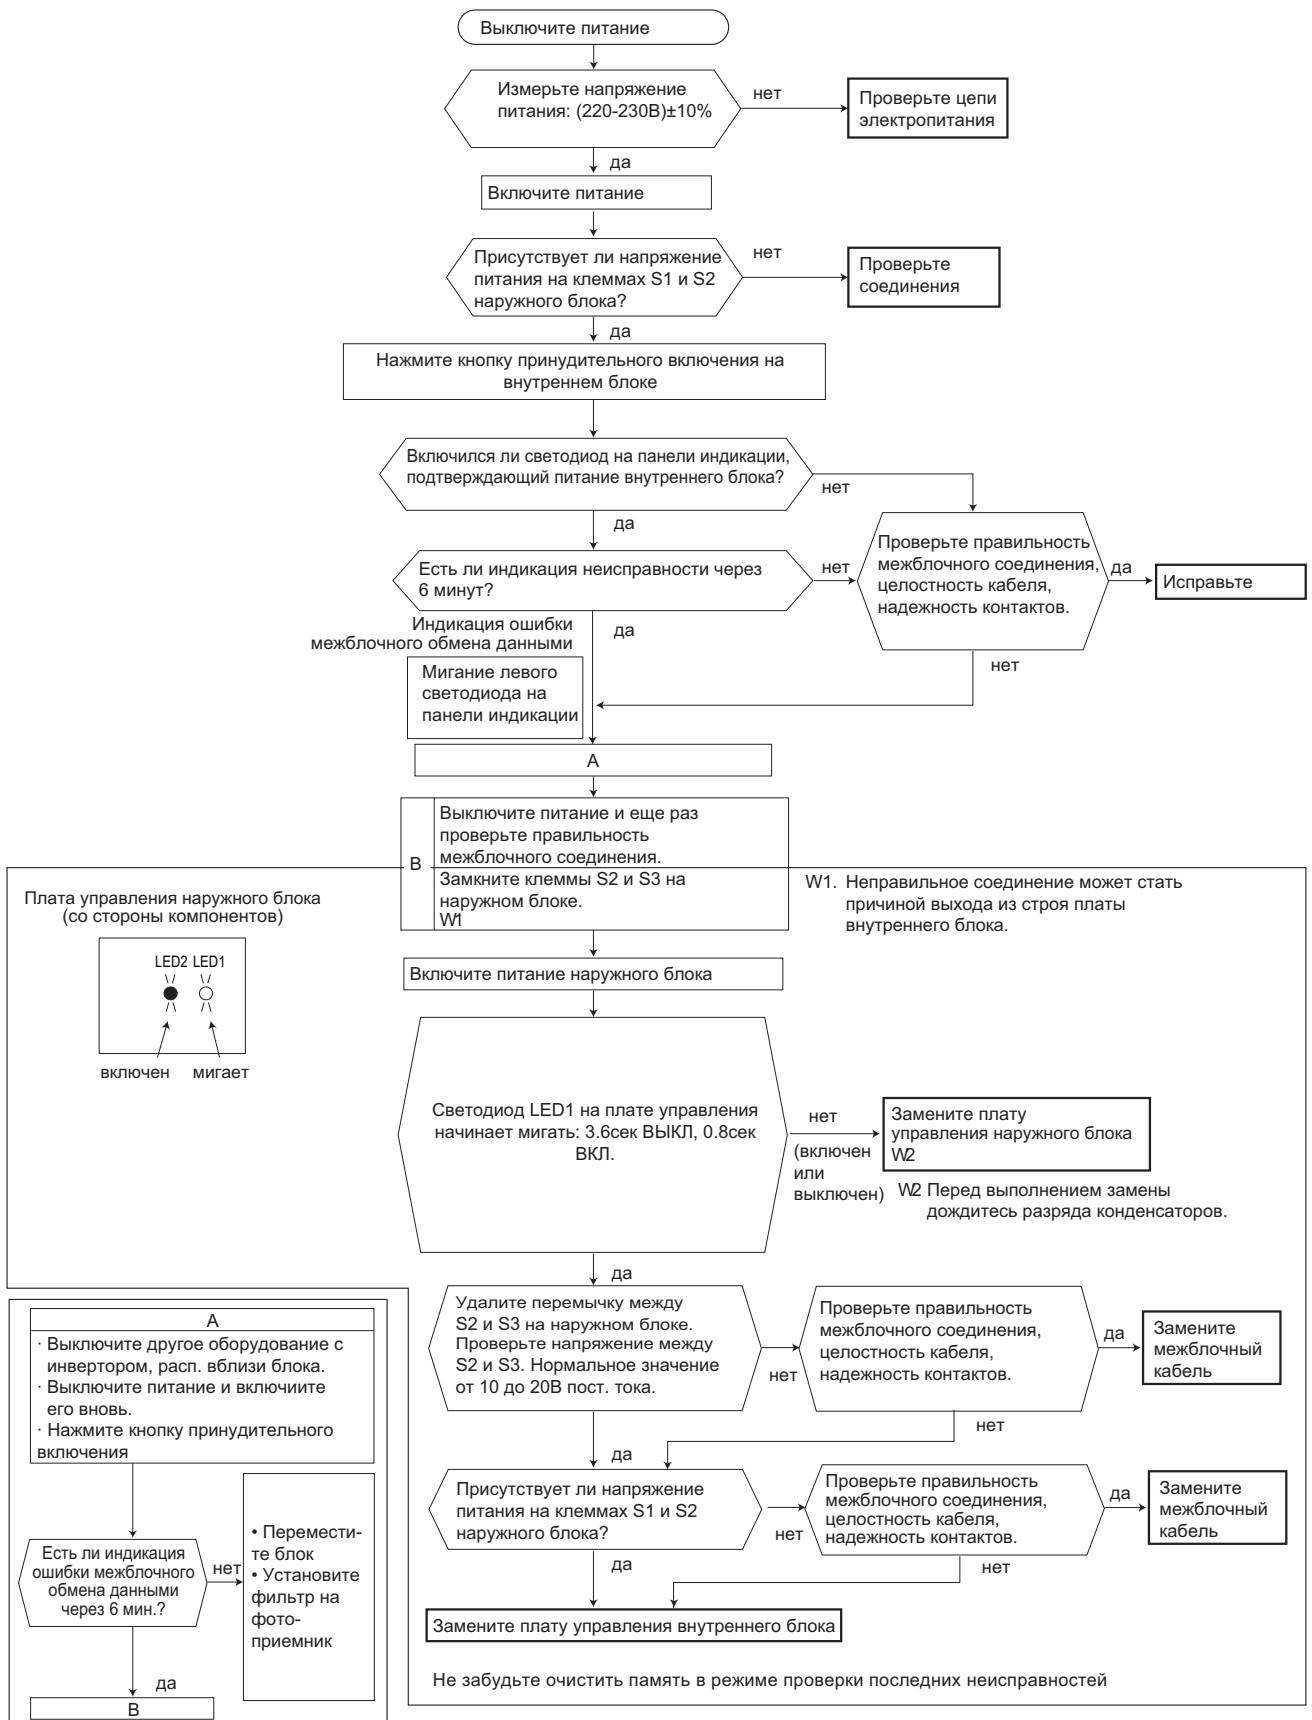 Выключите питание
Измерьте напряжение
питания: (220-230В)±10%
нет
Проверьте цепи
электропитания
да
Включите питание
Присутствует ли напряжение
питания на клеммах S1 и S2
наружного блока?
нет
Проверьте
соединения
да
Нажмите кнопку принудительного включения на
внутреннем блоке
Включился ли светодиод на панели индикации,
подтверждающий питание внутреннего блока?
нет
да
Есть ли индикация неисправности через
6 минут?
нет
Проверьте правильность
межблочного соединения,
целостность кабеля,
надежность контактов.
да
Исправьте
Индикация ошибки
межблочного обмена данными
да
нет
Мигание левого
светодиода на
панели индикации
A
B
Выключите питание и еще раз
проверьте правильность
межблочного соединения.
Замкните клеммы S2 и S3 на
наружном блоке.
W1
W1. Неправильное соединение может стать
причиной выхода из строя платы
внутреннего блока.
Плата управления наружного блока
(со стороны компонентов)
LED2 LED1
включен мигает
Включите питание наружного блока
Светодиод LED1 на плате управления
начинает мигать: 3.6сек ВЫКЛ, 0.8сек
ВКЛ.
нет
(включен
или
выключен)
Замените плату
управления наружного блока
W2
W2 Перед выполнением замены
дождитесь разряда конденсаторов.
да
Удалите перемычку между
S2 и S3 на наружном блоке.
Проверьте напряжение между
S2 и S3. Нормальное значение
от 10 до 20В пост. тока.
нет
Проверьте правильность
межблочного соединения,
целостность кабеля,
надежность контактов.
да
Замените
межблочный
кабель
нет
да
Присутствует ли напряжение
питания на клеммах S1 и S2
наружного блока?
нет
Проверьте правильность
межблочного соединения,
целостность кабеля,
надежность контактов.
да
Замените
межблочный
кабель
нет
да
Замените плату управления внутреннего блока
Не забудьте очистить память в режиме проверки последних неисправностей
A
· Выключите другое оборудование с
инвертором, расп. вблизи блока.
· Выключите питание и включиите
его вновь.
· Нажмите кнопку принудительного
включения
Есть ли индикация
ошибки межблочного
обмена данными
через 6 мин.?
нет
• Перемести-
те блок
• Установите
фильтр на
фото-
приемник
да
B